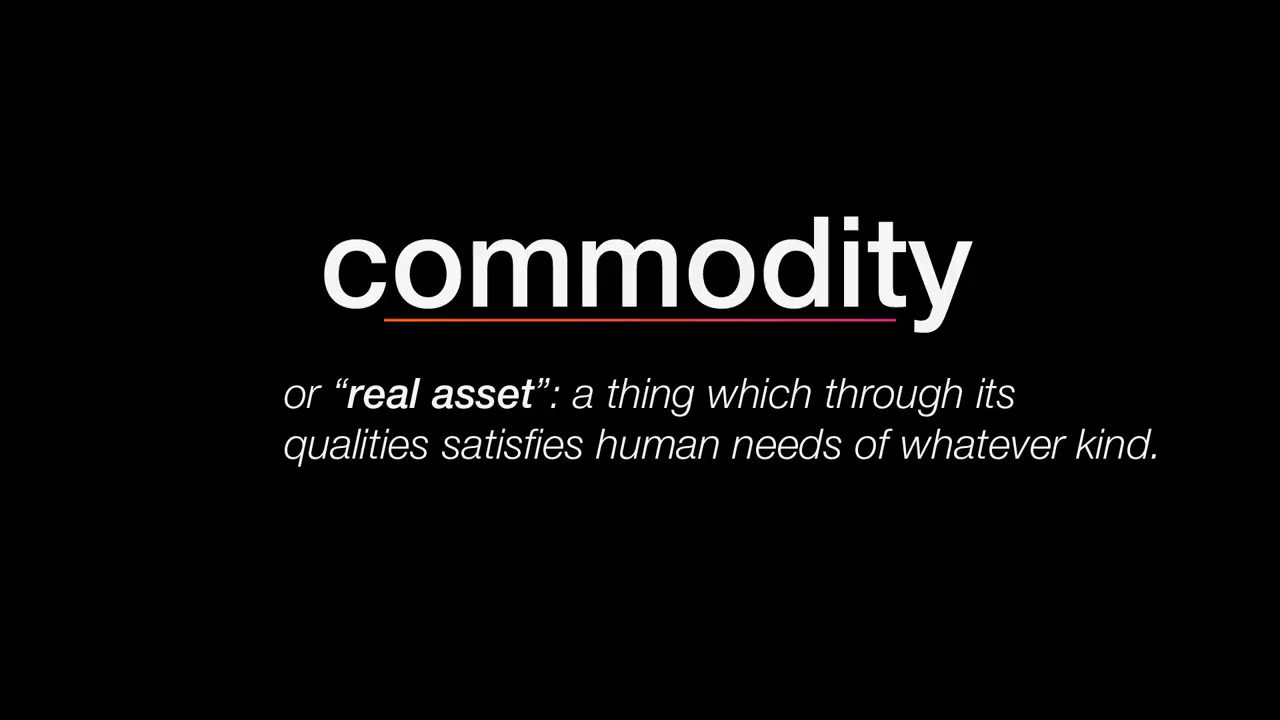 commodity
or “real asset”: a thing which through its
qualities satisfies human needs of whatever kind.